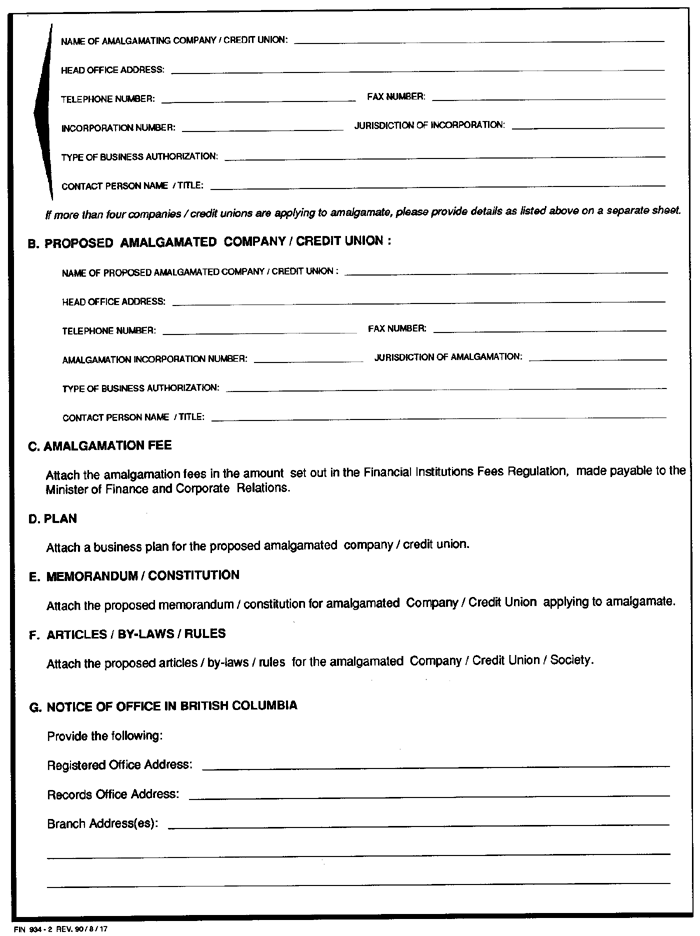 NAME OF AMALGAMATING COMPANY / CREDIT UNION:
HEAD OFFICE ADDRESS:
TELEPHONE NUMBER: FAX NUMBER:
INCORPORATION NUMBER: JURISDICTION OF INCORPORATION:
TYPE OF BUSINESS AUTHORIZATION:
CONTACT PERSON NAME / TITLE:
If more than four companies / credit unions are applying to amalgamate, please provide details as listed above on a separate sheet.
B. PROPOSED AMALGAMATED COMPANY / CREDIT UNION :
NAME OF PROPOSED AMALGAMATED COMPANY / CREDIT UNION :
HEAD OFFICE ADDRESS:
TELEPHONE NUMBER: FAX NUMBER:
AMALGAMATION INCORPORATION NUMBER: JURISDICTION OF AMALGAMATION:
TYPE OF BUSINESS AUTHORIZATION:
CONTACT PERSON NAME / TITLE:
C. AMALGAMATION FEE
Attach the amalgamation fees in the amount set out in the Financial Institutions Fees Regulation, made payable to the
Minister of Finance and Corporate Relations.
D. PLAN
Attach a business plan for the proposed amalgamated company / credit union.
E. MEMORANDUM / CONSTITUTION
Attach the proposed memorandum / constitution for amalgamated Company / Credit Union applying to amalgamate.
F. ARTICLES / BY-LAWS / RULES
Attach the proposed articles / by-laws / rules for the amalgamated Company / Credit Union / Society.
G. NOTICE OF OFFICE IN BRITISH COLUMBIA
Provide the following:
Registered Office Address:
Records Office Address:
Branch Address(es):
FIN 934 - 2 REV. 90 / 8 / 17